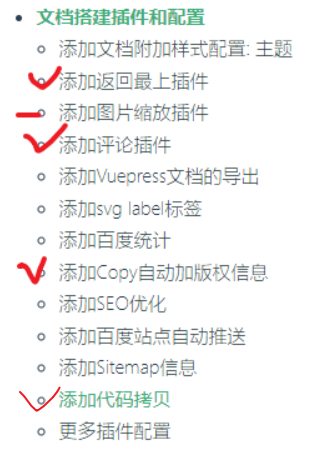 文档搭建插件和配置
添加文档附加样式配置: 主题
添加返回最上插件
添加图片缩放插件
添加评论插件
添加Vuepress文档的导出
添加svg label标签
添加百度统计
添加Copy自动加版权信息
添加SEO优化
添加百度站点自动推送
添加Sitemap信息
添加代码拷贝
更多插件配置